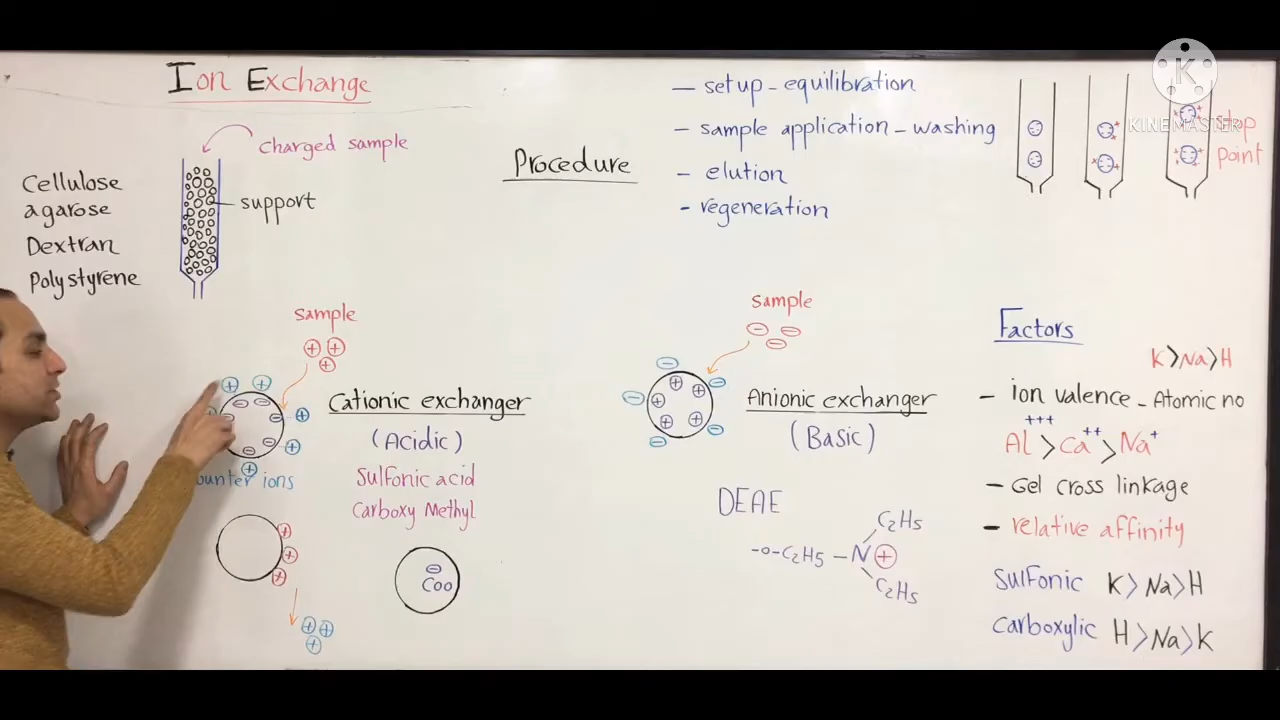 Ion Exchange
charged sample
Cellulose
agarose
Dextran
Polystyrene
support
Procedure
— setup - equilibration
- sample application - washing
- elution
- regeneration
point
KINEMASTER
K
sample
+ + +
Cationic exchanger
(Acidic)
Sulfonic acid
Carboxy Methyl
ions
Coo
sample
- - -
Anionic exchanger
(Basic)
DEAE
C2H5
-o-C2H5-N +
C2H5
Factors
K>Na>H
- ion valence - Atomic no
Al+++ > Ca++ > Na+
- Gel cross linkage
- relative affinity
Sulfonic K>Na>H
carboxylic H>Na>K